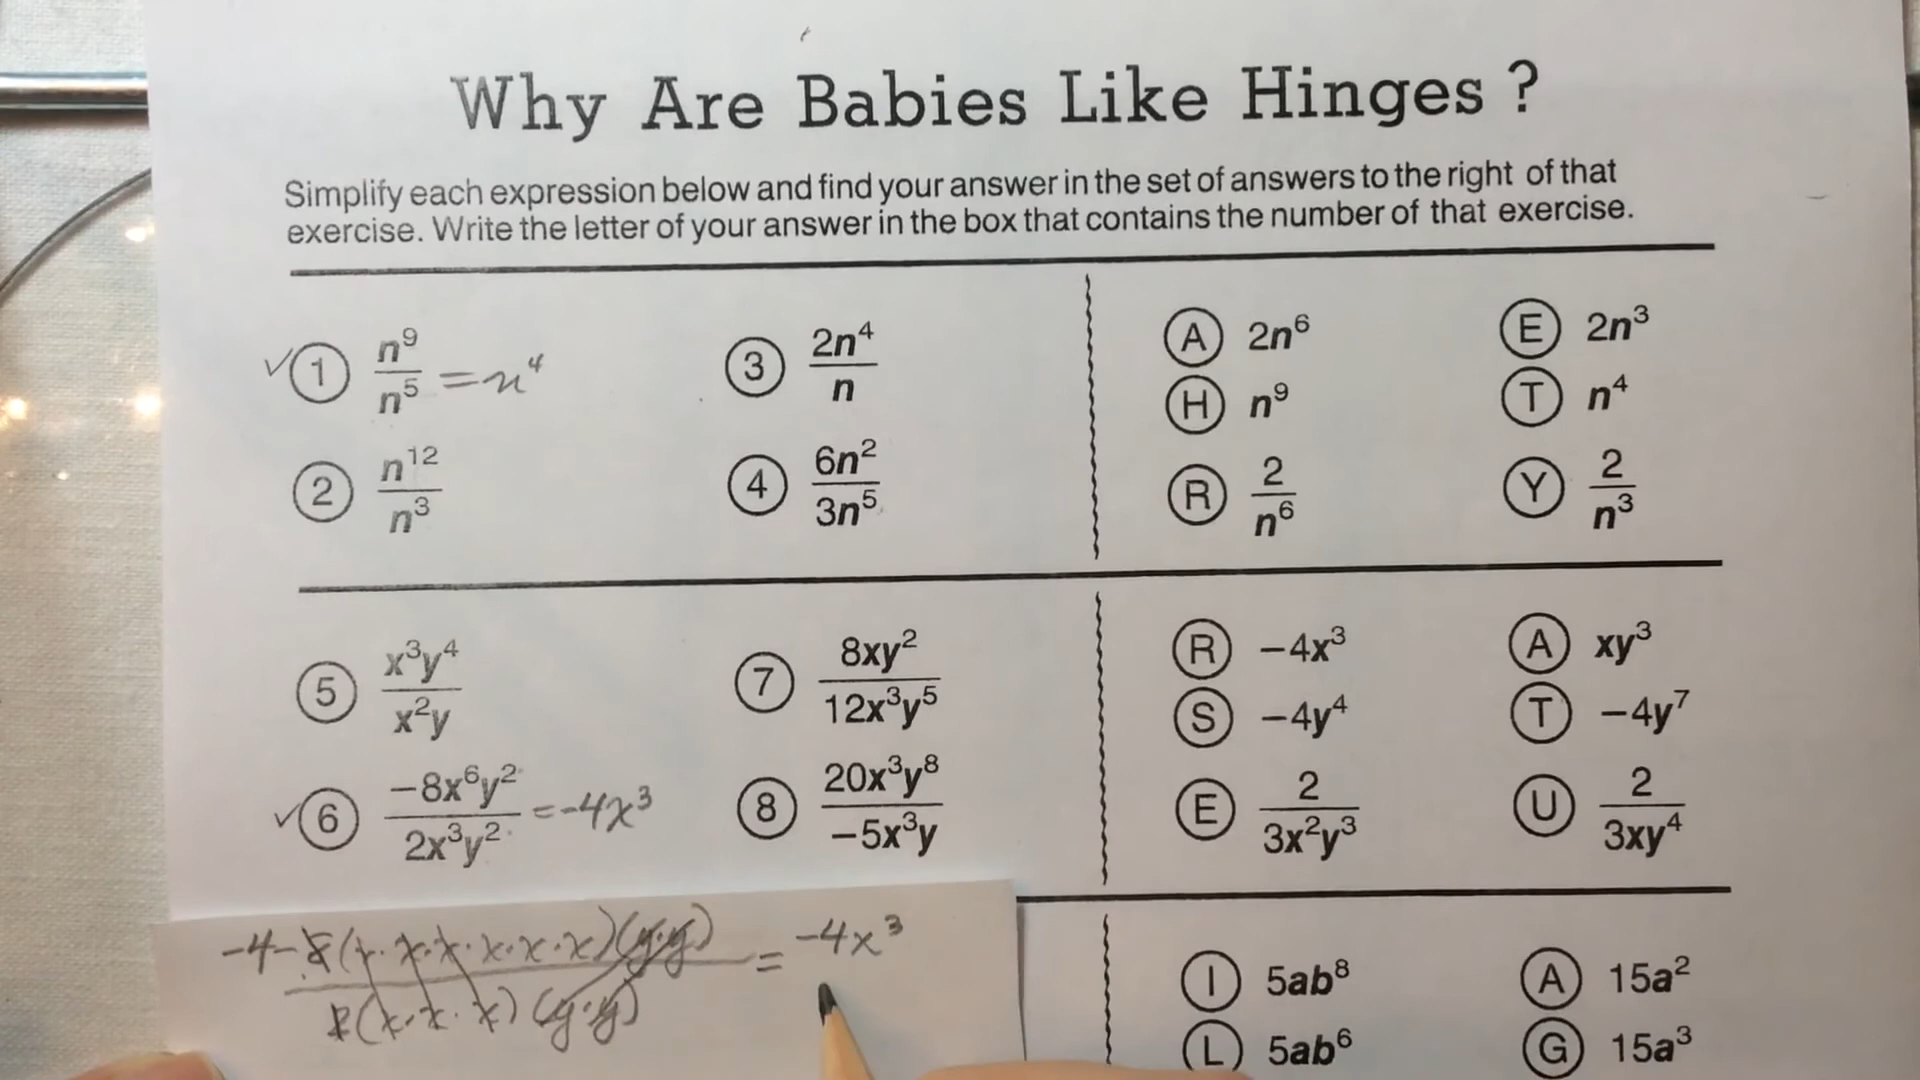 Why Are Babies Like Hinges ?
Simplify each expression below and find your answer in the set of answers to the right of that
exercise. Write the letter of your answer in the box that contains the number of that exercise.
✓ 1 n⁹/n⁵ = n⁴
2 n¹²/n³
3 2n⁴/n
4 6n²/3n⁵
A 2n⁶
E 2n³
H n⁹
T n⁴
R 2/n⁶
Y 2/n³
5 x³y⁴/x²y
✓ 6 −8x⁶y²/2x³y² = -4x³
7 8xy²/12x³y⁵
8 20x³y⁸/−5x³y
R −4x³
A xy³
S −4y⁴
T −4y⁷
E 2/3x²y³
U 2/3xy⁴
-4 -8(x·x·x·x·x·x)(y·y)/2(x·x·x)(y·y) = -4x³
I 5ab⁸
A 15a²
L 5ab⁶
G 15a³